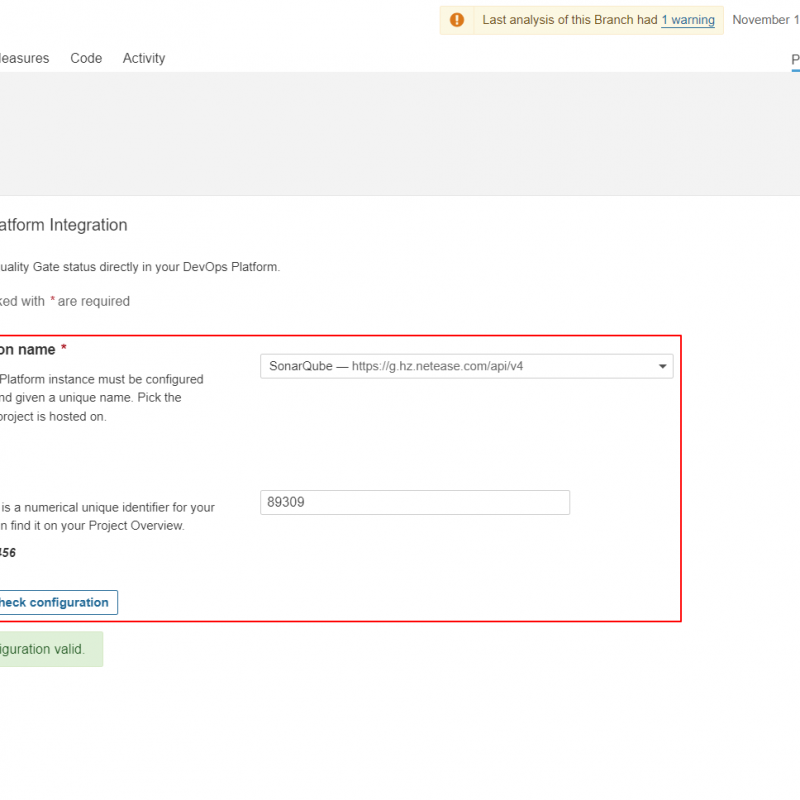 Last analysis of this Branch had 1 warning November 1
easures Code Activity P
atform Integration
uality Gate status directly in your DevOps Platform.
ked with * are required
on name *
SonarQube — https://g.hz.netease.com/api/v4
Platform instance must be configured
nd given a unique name. Pick the
project is hosted on.
is a numerical unique identifier for your
89309
n find it on your Project Overview.
456
heck configuration
iguration valid.